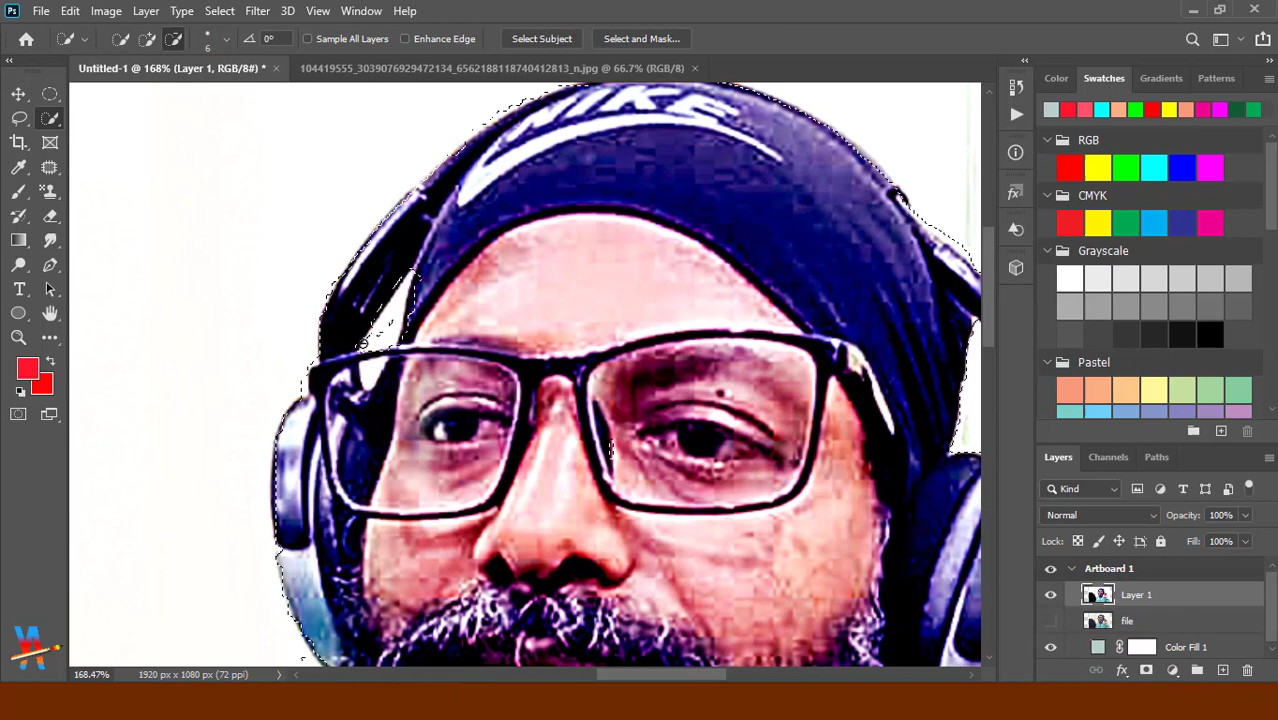 Ps File Edit Image Layer Type Select Filter 3D View Window Help
6 0° Sample All Layers Enhance Edge Select Subject Select and Mask...
Untitled-1 @ 168% (Layer 1, RGB/8#) * × 104419555_3039076929472134_6562188118740412813_n.jpg @ 66.7% (RGB/8) ×
Color Swatches Gradients Patterns
NIKE
RGB
CMYK
Grayscale
Pastel
Layers Channels Paths
Kind
Normal Opacity: 100%
Lock: Fill: 100%
Artboard 1
Layer 1
file
Color Fill 1
168.47% 1920 px x 1080 px (72 ppi)